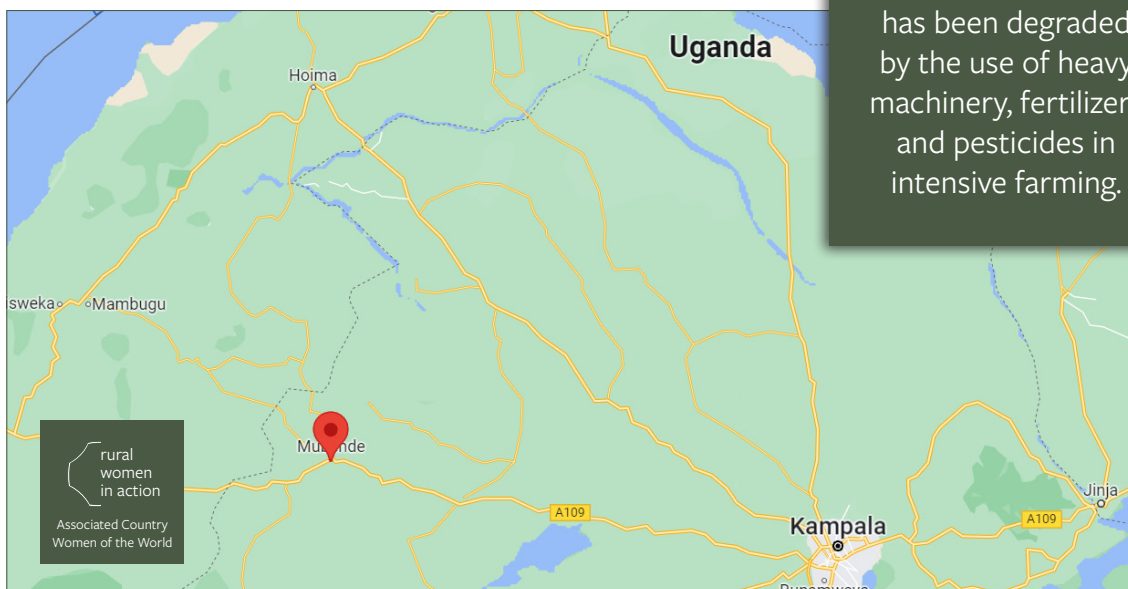 has been degraded
by the use of heavy
machinery, fertilizer
and pesticides in
intensive farming.
Uganda
Hoima
sweka
Mambugu
rural
women
in action
Associated Country
Women of the World
A109
Kampala
A109
Jinja